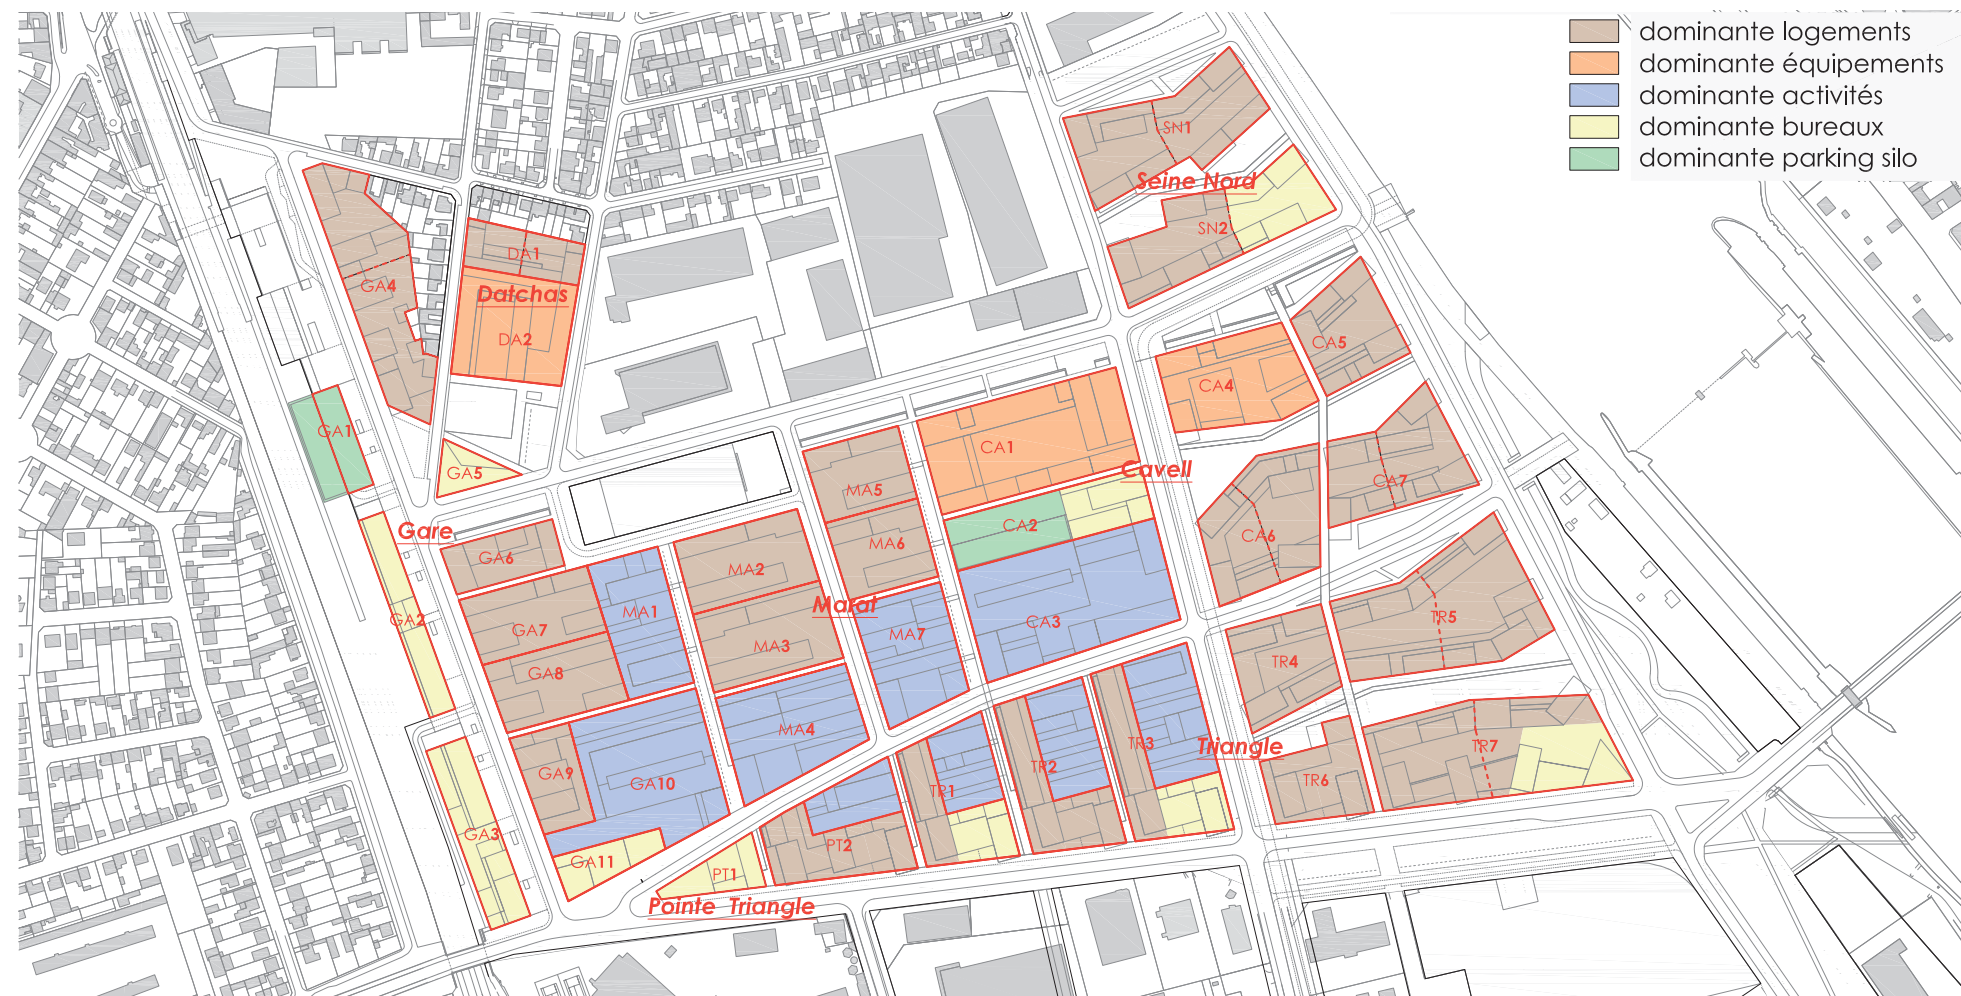 dominante logements
dominante équipements
dominante activités
dominante bureaux
dominante parking silo
SN1
Seine Nord
SN2
DA1
GA4
Datchas
DA2
CA5
CA4
GA1
CA1
Cavell
GA5
MA5
CA7
CA2
Gare
CA6
MA6
GA6
MA2
Marat
MA1
GA2
TR5
CA3
GA7
MA7
MA3
TR4
GA8
MA4
TR3
Triangle
TR7
TR2
GA9
GA10
TR6
TR1
GA3
PT2
GA11
PT1
Pointe Triangle